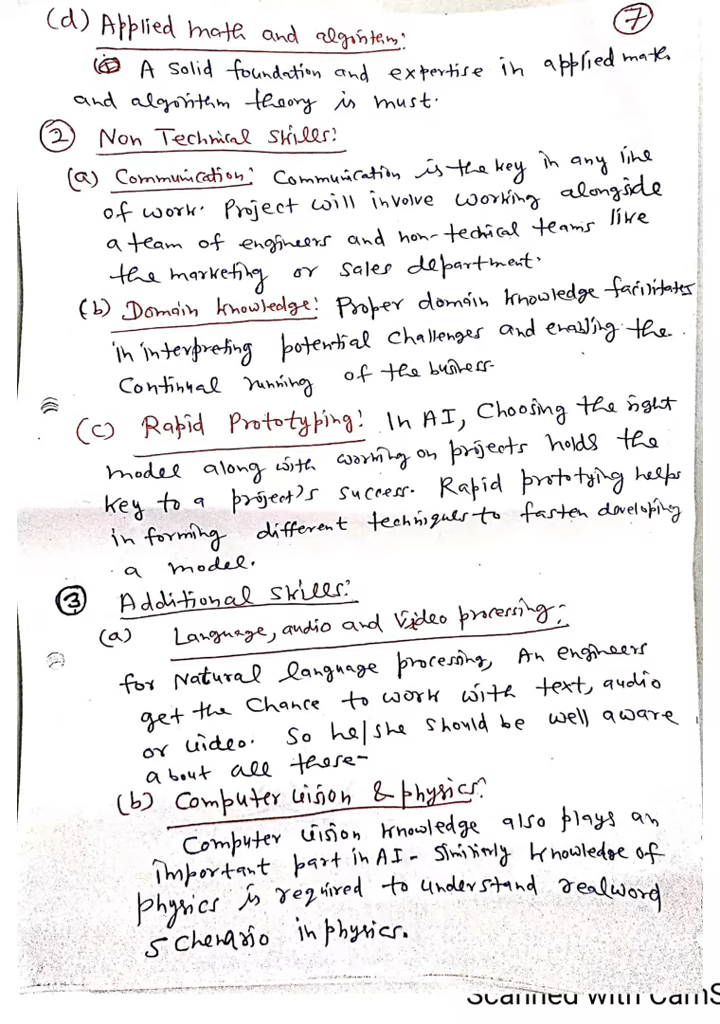 7
(d) Applied math and algorithm:
(1) A solid foundation and expertise in applied math
and algorithm theory is must.
2 Non Technical Skills:
(a) Communication: Communication is the key in any line
of work. Project will involve working alongside
a team of engineers and non-techical teams like
the marketing or sales department.
(b) Domain knowledge: Proper domain knowledge facilitates
in interpreting potential challenges and enabling the
Continual running of the business.
(c) Rapid Prototyping: In AI, Choosing the right
model along with working on projects holds the
key to a project's success. Rapid prototying helps
in forming different techniques to fasten developing
a model.
3 Additional Skills:
(a) Language, audio and Video processing:
for Natural language processing, An engineers
get the Chance to work with text, audio
or video. So he/she should be well aware
about all these-
(b) Computer vision & physics:
Computer vision knowledge also plays an
important part in AI- Similarly knowledge of
physics is required to understand realword
Schenario in physics.
Scanned with CamS